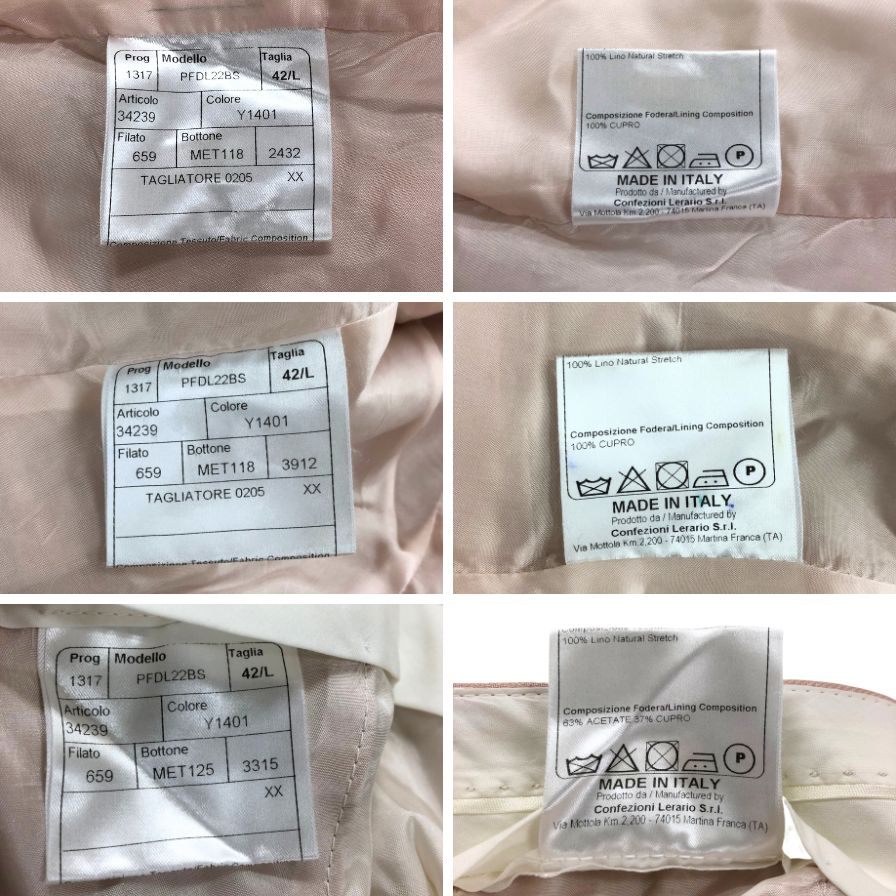 Prog Modello Taglia
1317 PFDL22BS 42/L
Articolo Colore
34239 Y1401
Filato Bottone
659 MET118 2432
TAGLIATORE 0205 XX
Composizione Tessuto/Fabric Composition
100% Lino Natural Stretch
Composizione Fodera/Lining Composition
100% CUPRO
P
MADE IN ITALY
Prodotto da / Manufactured by
Confezioni Lerario S.r.l.
Via Mottola Km.2,200 - 74015 Martina Franca (TA)
Prog Modello Taglia
1317 PFDL22BS 42/L
Articolo Colore
34239 Y1401
Filato Bottone
659 MET118 3912
TAGLIATORE 0205 XX
Composizione Tessuto/Fabric Composition
100% Lino Natural Stretch
Composizione Fodera/Lining Composition
100% CUPRO
P
MADE IN ITALY
Prodotto da / Manufactured by
Confezioni Lerario S.r.l.
Via Mottola Km.2,200 - 74015 Martina Franca (TA)
Prog Modello Taglia
1317 PFDL22BS 42/L
Articolo Colore
34239 Y1401
Filato Bottone
659 MET125 3315
XX
100% Lino Natural Stretch
Composizione Fodera/Lining Composition
63% ACETATE 37% CUPRO
P
MADE IN ITALY
Prodotto da / Manufactured by
Confezioni Lerario S.r.l.
Via Mottola Km.2,200 - 74015 Martina Franca (TA)